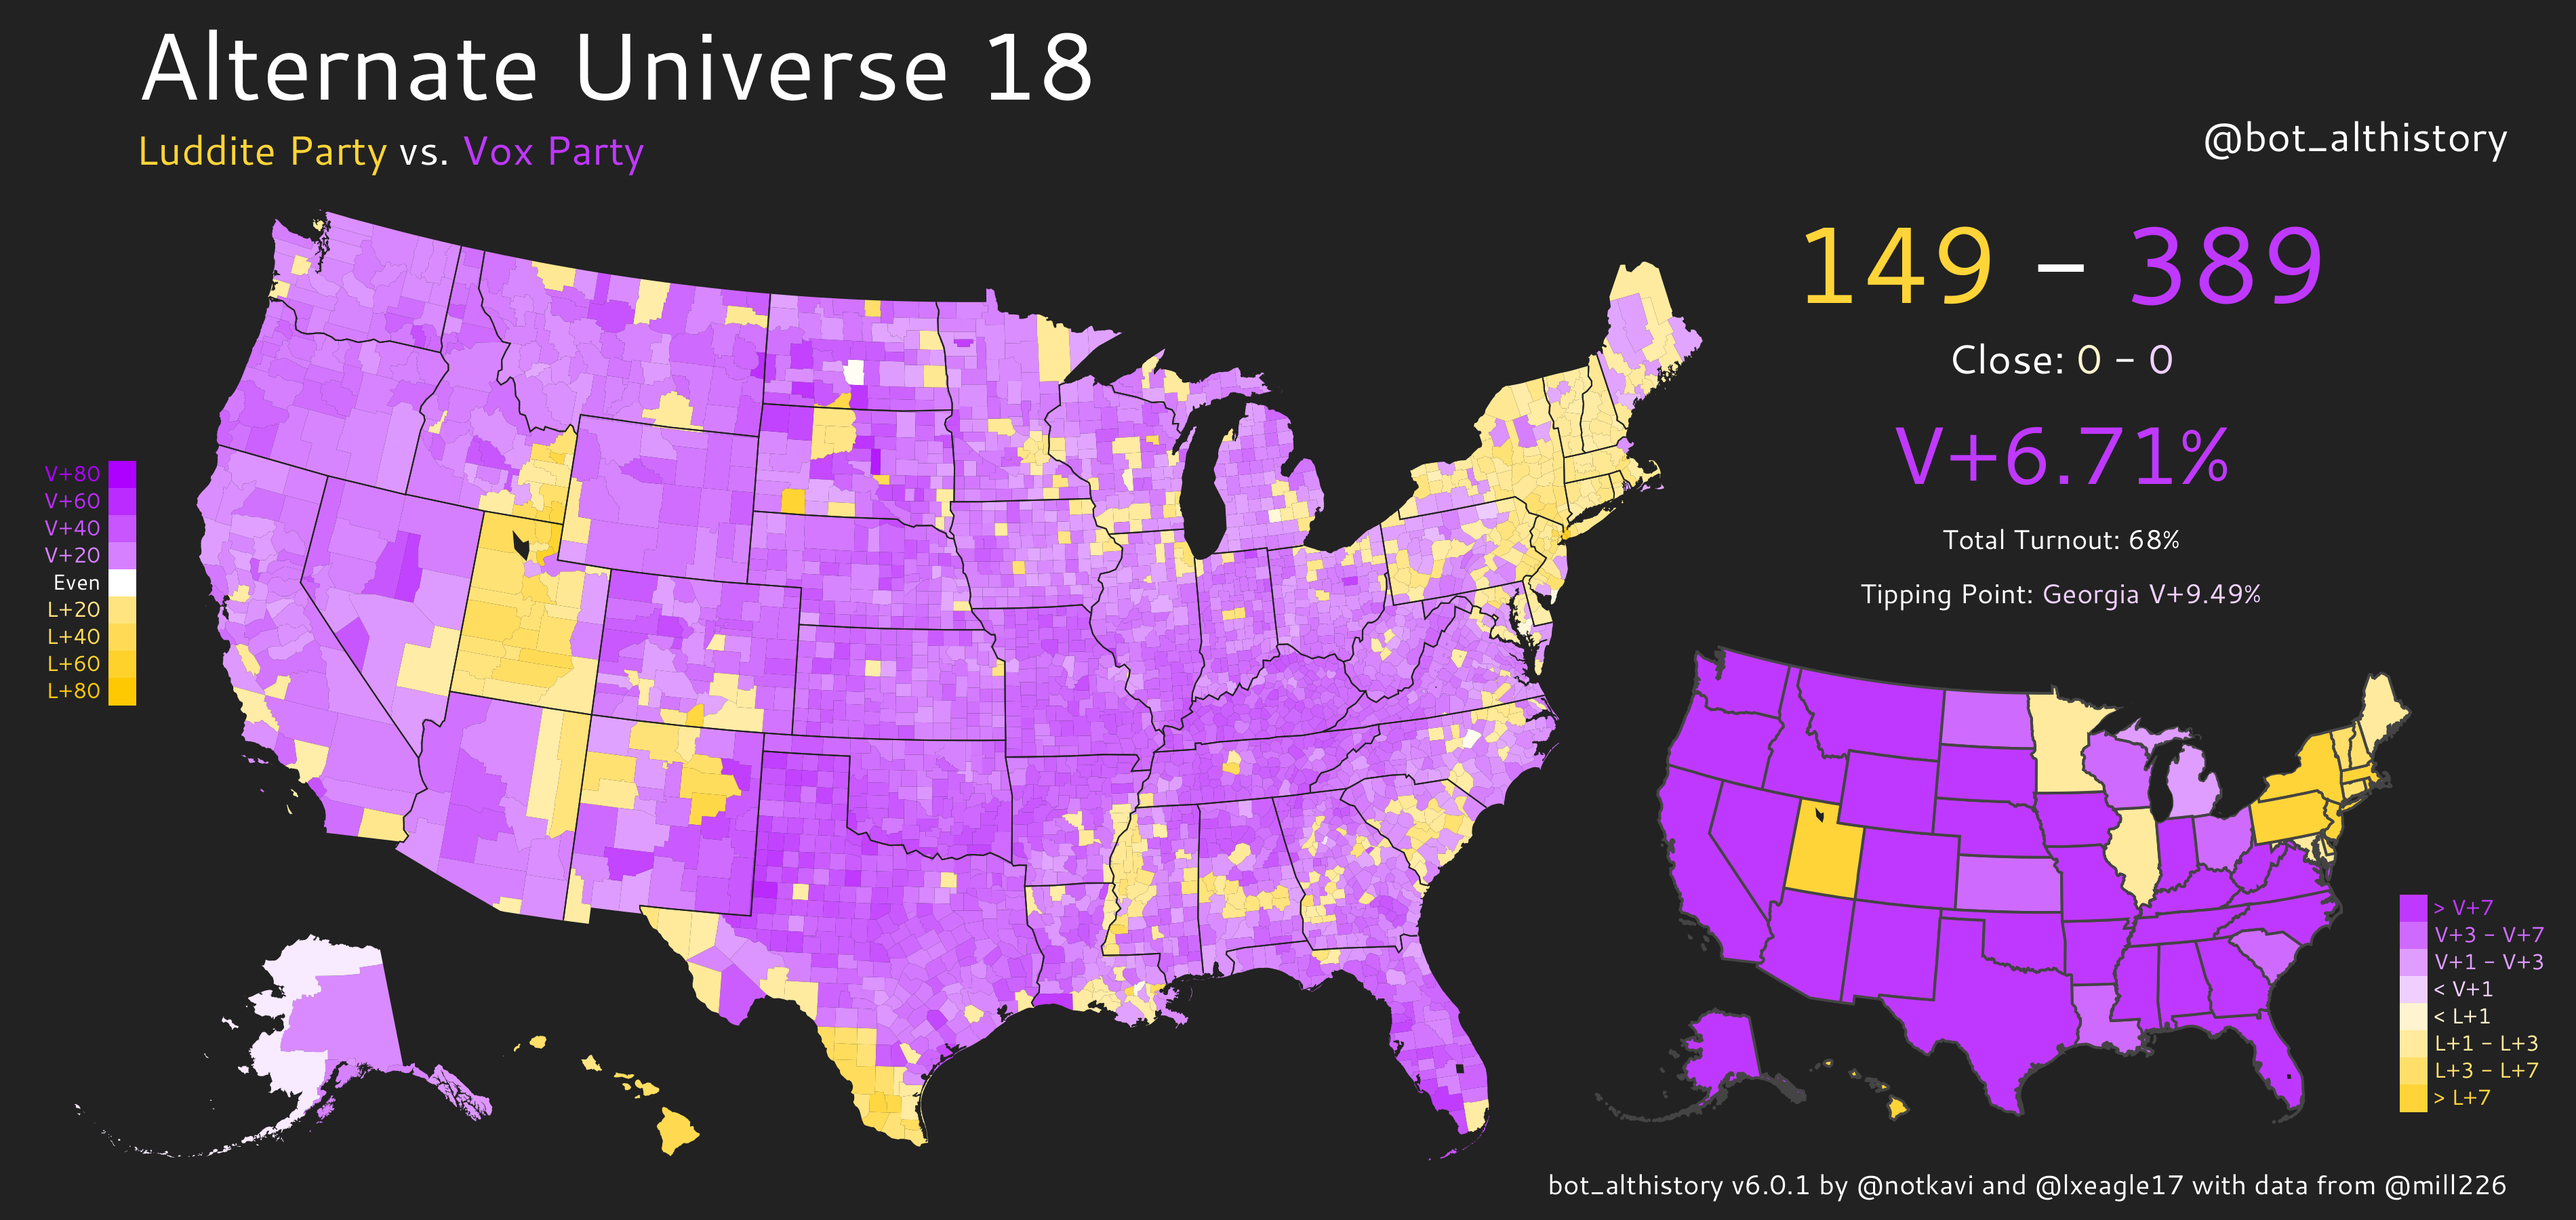 Alternate Universe 18
Luddite Party vs. Vox Party
@bot_althistory
149 – 389
Close: 0 – 0
V+6.71%
Total Turnout: 68%
Tipping Point: Georgia V+9.49%
V+80
V+60
V+40
V+20
Even
L+20
L+40
L+60
L+80
> V+7
V+3 – V+7
V+1 – V+3
< V+1
< L+1
L+1 – L+3
L+3 – L+7
> L+7
bot_althistory v6.0.1 by @notkavi and @lxeagle17 with data from @mill226